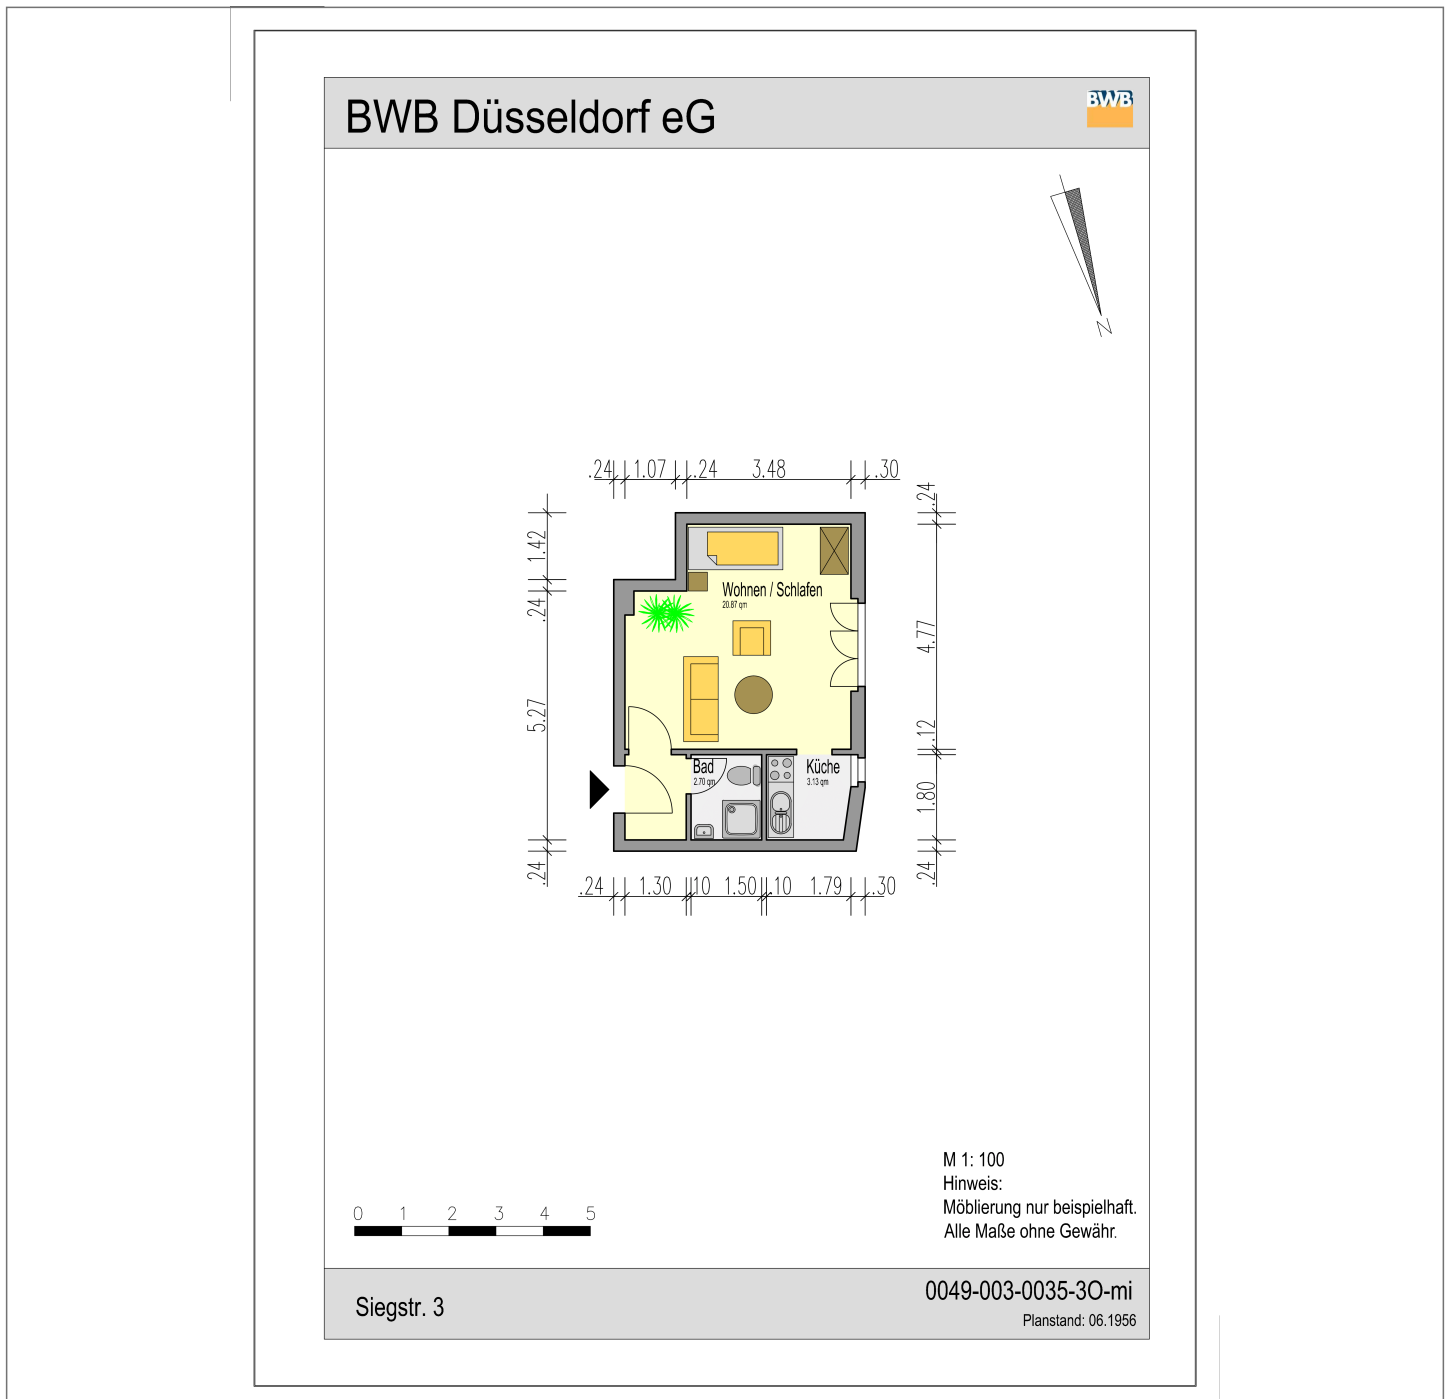 BWB Düsseldorf eG
BWB
N
.24 1.07 .24 3.48 .30
.24
1.42
.24
5.27
.24
4.77
.12
1.80
.24
Wohnen / Schlafen
20.87 qm
Bad
2.70 qm
Küche
3.13 qm
.24 1.30 .10 1.50 .10 1.79 .30
M 1: 100
Hinweis:
Möblierung nur beispielhaft.
Alle Maße ohne Gewähr.
0 1 2 3 4 5
Siegstr. 3
0049-003-0035-3O-mi
Planstand: 06.1956